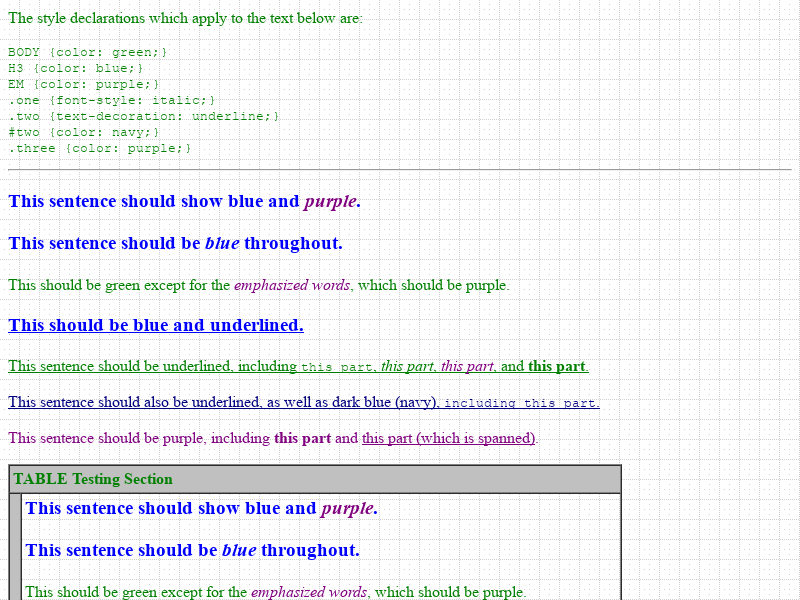 The style declarations which apply to the text below are:
BODY {color: green;}
H3 {color: blue;}
EM {color: purple;}
.one {font-style: italic;}
.two {text-decoration: underline;}
#two {color: navy;}
.three {color: purple;}
This sentence should show blue and purple.
This sentence should be blue throughout.
This should be green except for the emphasized words, which should be purple.
This should be blue and underlined.
This sentence should be underlined, including this part, this part, this part, and this part.
This sentence should also be underlined, as well as dark blue (navy), including this part.
This sentence should be purple, including this part and this part (which is spanned).
TABLE Testing Section
This sentence should show blue and purple.
This sentence should be blue throughout.
This should be green except for the emphasized words, which should be purple.